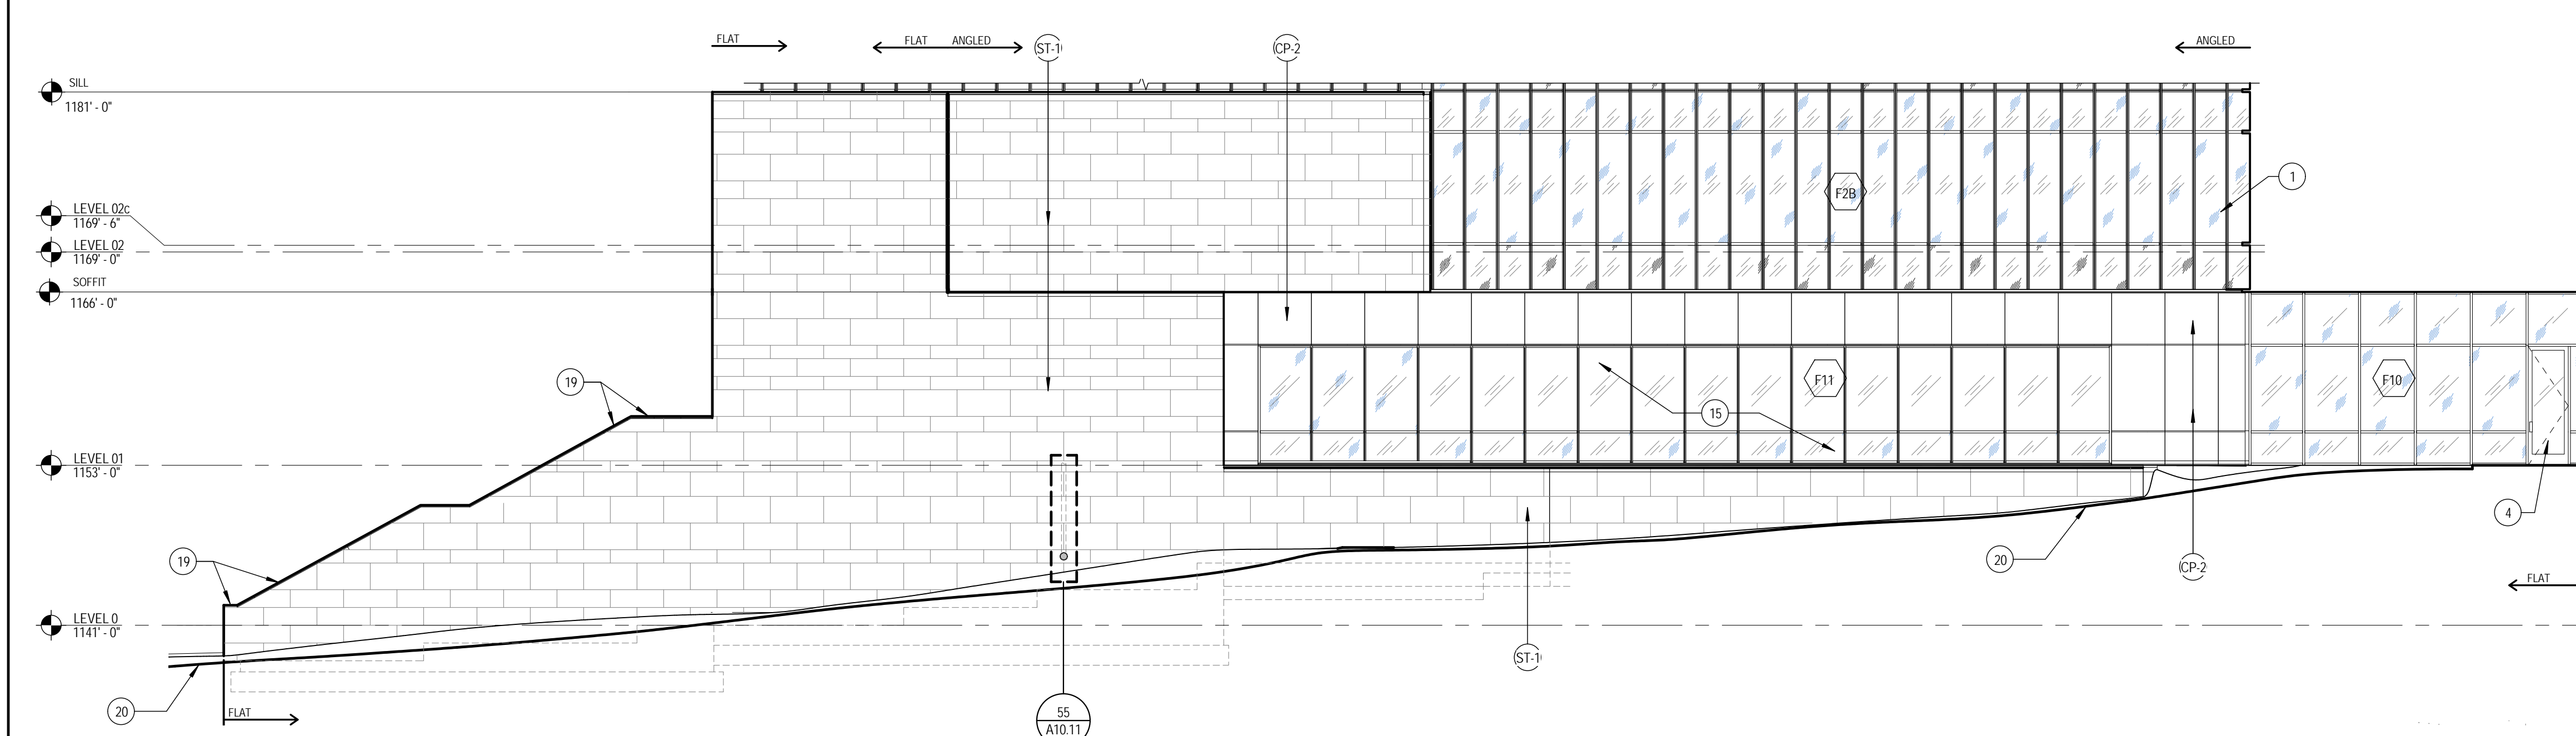 FLAT
FLAT ANGLED
ST-1
CP-2
ANGLED
SILL
1181' - 0"
1
F2B
LEVEL 02c
1169' - 6"
LEVEL 02
1169' - 0"
SOFFIT
1166' - 0"
19
F11
F10
15
LEVEL 01
1153' - 0"
4
19
20
CP-2
FLAT
LEVEL 0
1141' - 0"
ST-1
20
FLAT
55
A10.11